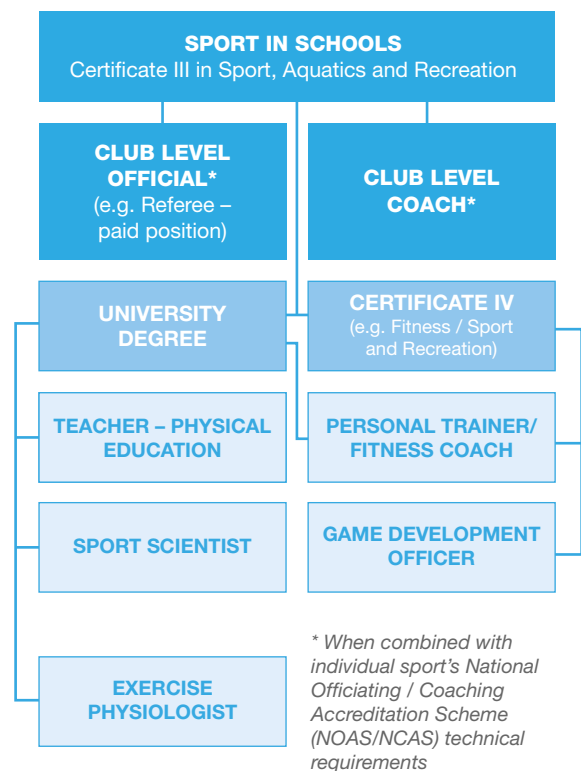 SPORT IN SCHOOLS
Certificate III in Sport, Aquatics and Recreation
CLUB LEVEL
OFFICIAL*
(e.g. Referee –
paid position)
CLUB LEVEL
COACH*
UNIVERSITY
DEGREE
CERTIFICATE IV
(e.g. Fitness / Sport
and Recreation)
TEACHER – PHYSICAL
EDUCATION
PERSONAL TRAINER/
FITNESS COACH
SPORT SCIENTIST
GAME DEVELOPMENT
OFFICER
EXERCISE
PHYSIOLOGIST
* When combined with
individual sport's National
Officiating / Coaching
Accreditation Scheme
(NOAS/NCAS) technical
requirements